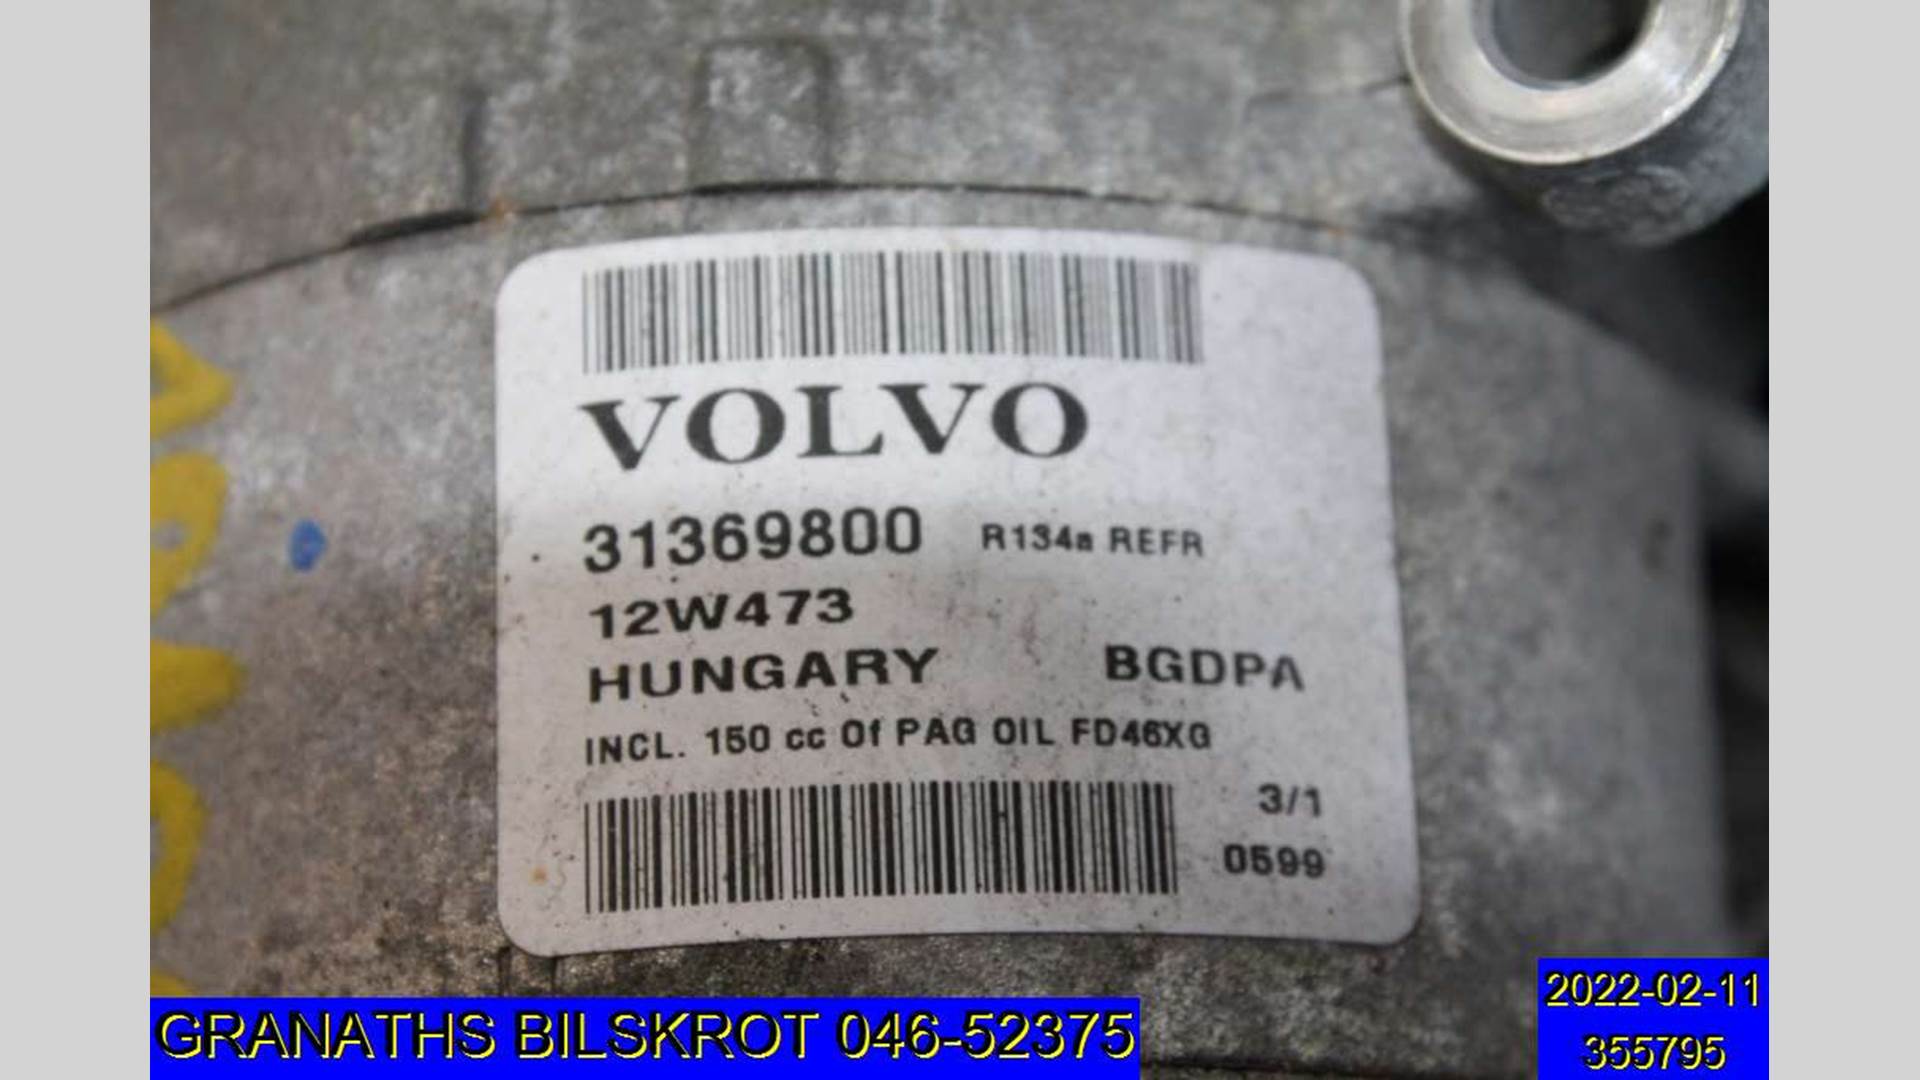 VOLVO
31369800 R134a REFR
12W473
HUNGARY BGDPA
INCL. 150 cc Of PAG OIL FD46XG
3/1
0599
GRANATHS BILSKROT 046-52375
2022-02-11
355795